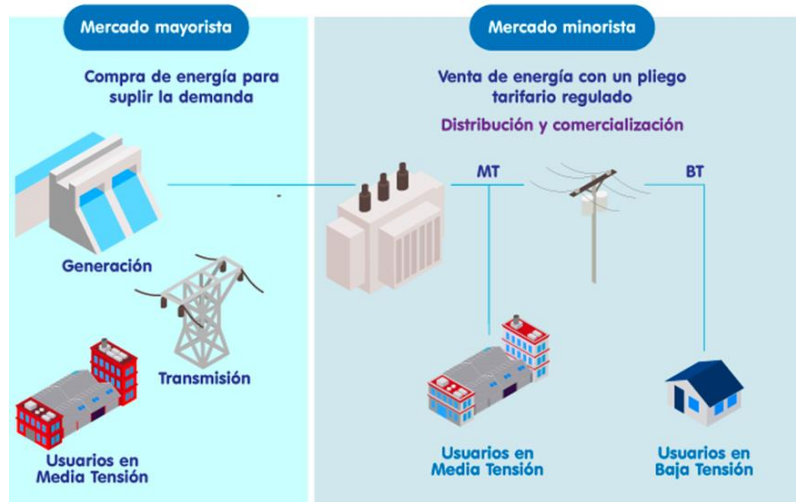 Mercado mayorista
Compra de energía para
suplir la demanda
Generación
Transmisión
Usuarios en
Media Tensión
Mercado minorista
Venta de energía con un pliego
tarifario regulado
Distribución y comercialización
MT
BT
Usuarios en
Media Tensión
Usuarios en
Baja Tensión